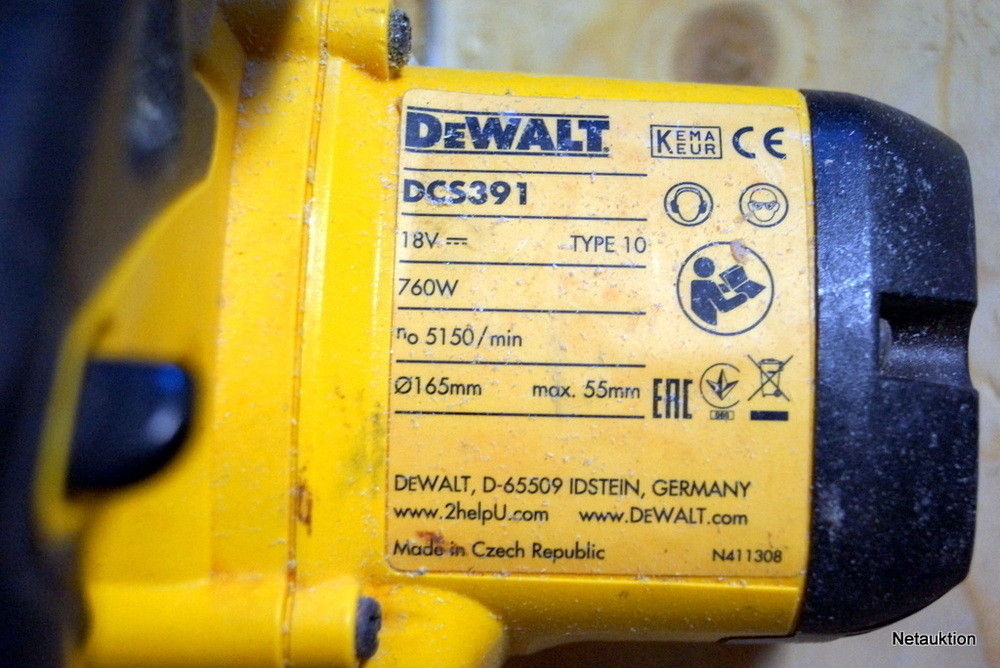 DEWALT
KEMA
KEUR
CE
DCS391
18V TYPE 10
760W
no 5150/min
Ø165mm max. 55mm
EAC
DEWALT, D-65509 IDSTEIN, GERMANY
www.2helpU.com www.DEWALT.com
Made in Czech Republic N411308
Netauktion